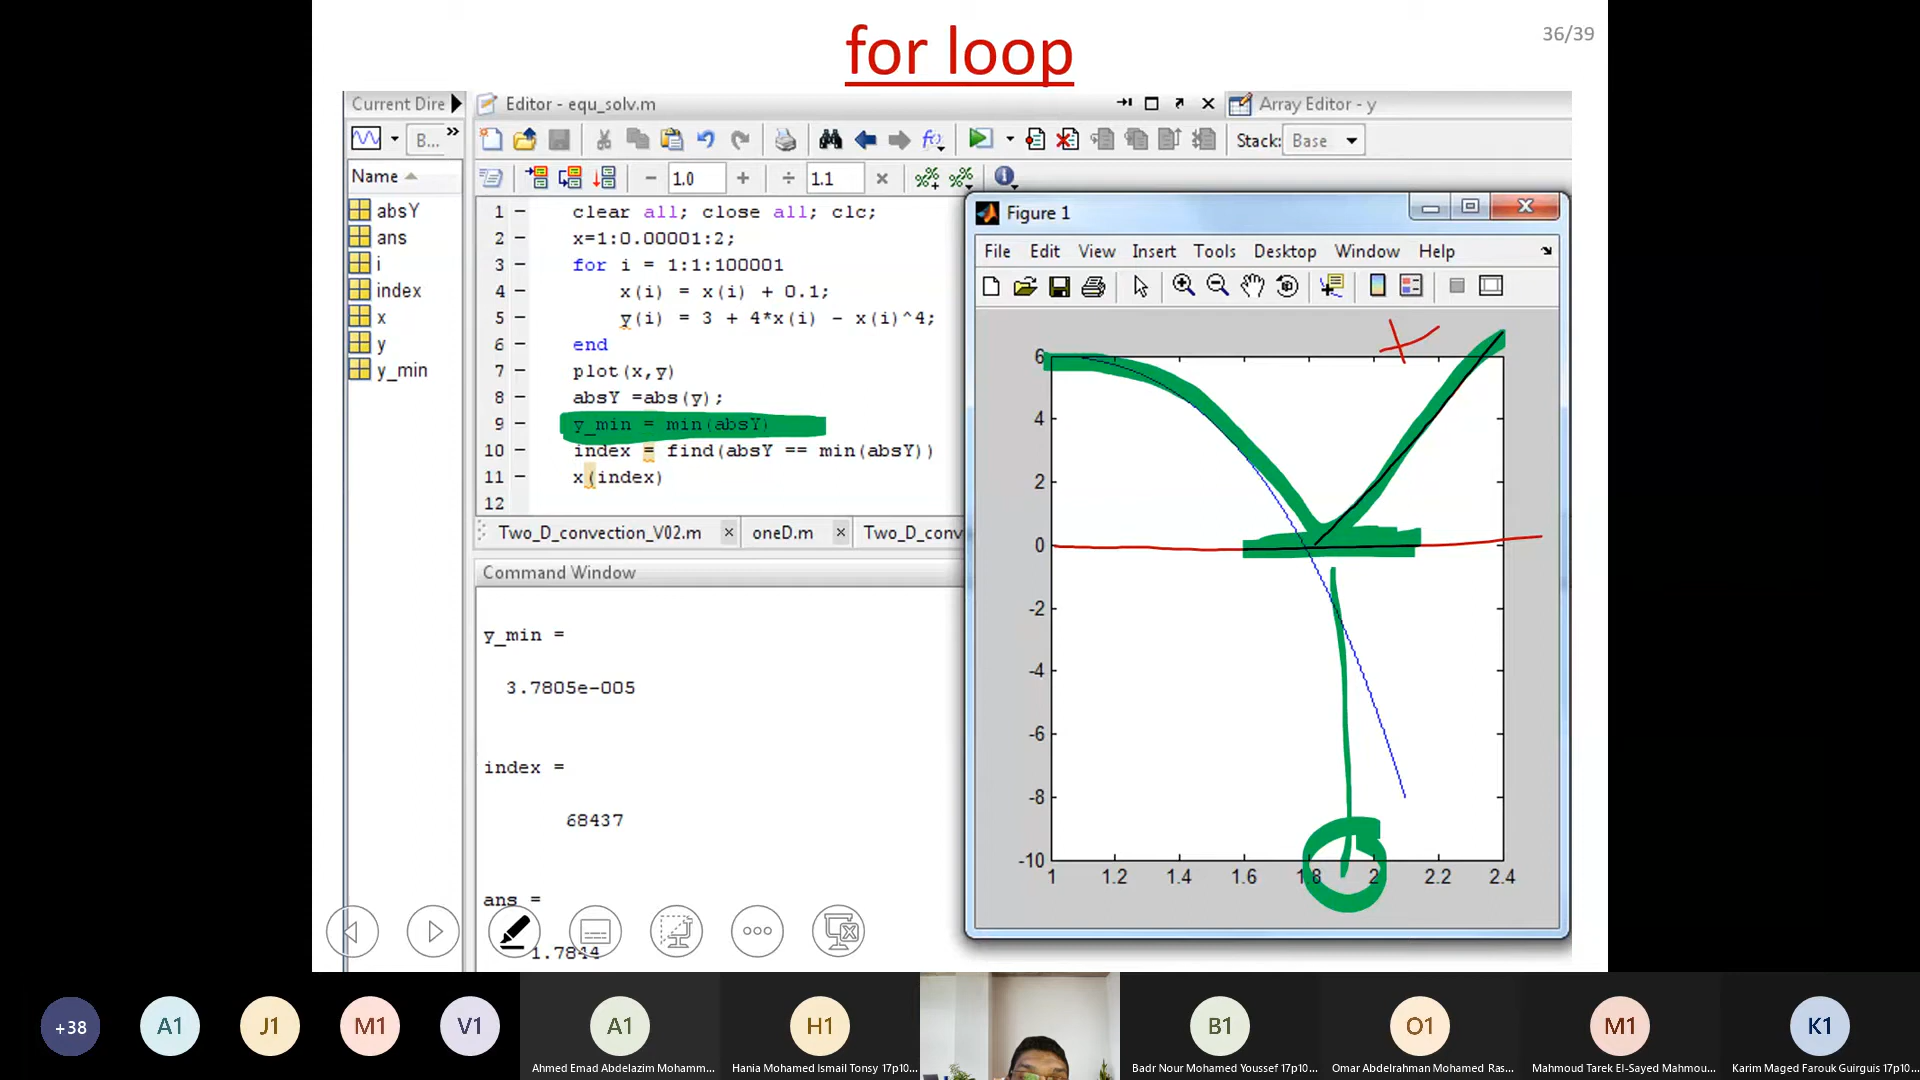 for loop
36/39
Current Dire
Editor - equ_solv.m
Array Editor - y
B...
Stack:
Base
Name
1.0
1.1
absY
ans
i
index
x
y
y_min
1 clear all; close all; clc;
2 x=1:0.00001:2;
3 for i = 1:1:100001
4 x(i) = x(i) + 0.1;
5 y(i) = 3 + 4*x(i) - x(i)^4;
6 end
7 plot(x,y)
8 absY =abs(y);
9 y_min = min(absY)
10 index = find(absY == min(absY))
11 x(index)
12
Two_D_convection_V02.m
oneD.m
Two_D_conv
Command Window
y_min =
3.7805e-005
index =
68437
ans =
1.7844
Figure 1
File Edit View Insert Tools Desktop Window Help
6
4
2
0
-2
-4
-6
-8
-10
1 1.2 1.4 1.6 1.8 2 2.2 2.4
+38
A1
J1
M1
V1
A1
H1
B1
O1
M1
K1
Ahmed Emad Abdelazim Mohamm...
Hania Mohamed Ismail Tonsy 17p10...
Badr Nour Mohamed Youssef 17p10...
Omar Abdelrahman Mohamed Ras...
Mahmoud Tarek El-Sayed Mahmou...
Karim Maged Farouk Guirguis 17p10...